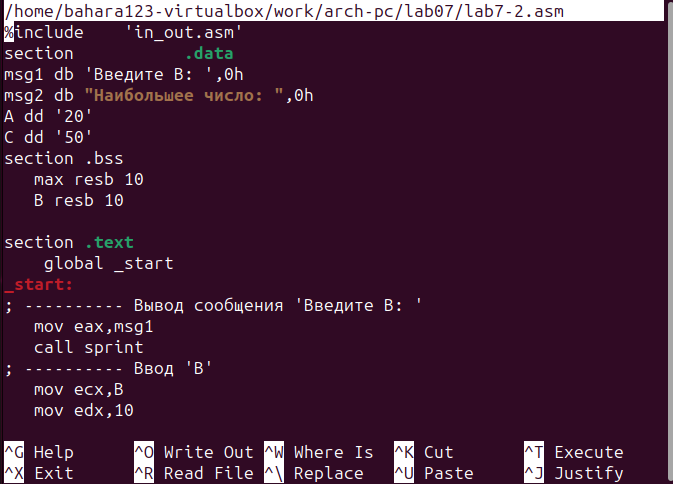 /home/bahara123-virtualbox/work/arch-pc/lab07/lab7-2.asm
%include    'in_out.asm'
section           .data
msg1 db 'Введите B: ',0h
msg2 db "Наибольшее число: ",0h
A dd '20'
C dd '50'
section .bss
   max resb 10
   B resb 10
section .text
    global _start
_start:
; ---------- Вывод сообщения 'Введите B: '
   mov eax,msg1
   call sprint
; ---------- Ввод 'B'
   mov ecx,B
   mov edx,10
^G Help       ^O Write Out  ^W Where Is   ^K Cut        ^T Execute
^X Exit       ^R Read File  ^\ Replace    ^U Paste      ^J Justify